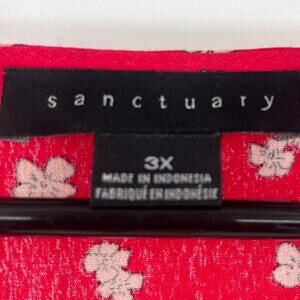 sanctuary
3X
MADE IN INDONESIA
FABRIQUÉ EN INDONÉSIE